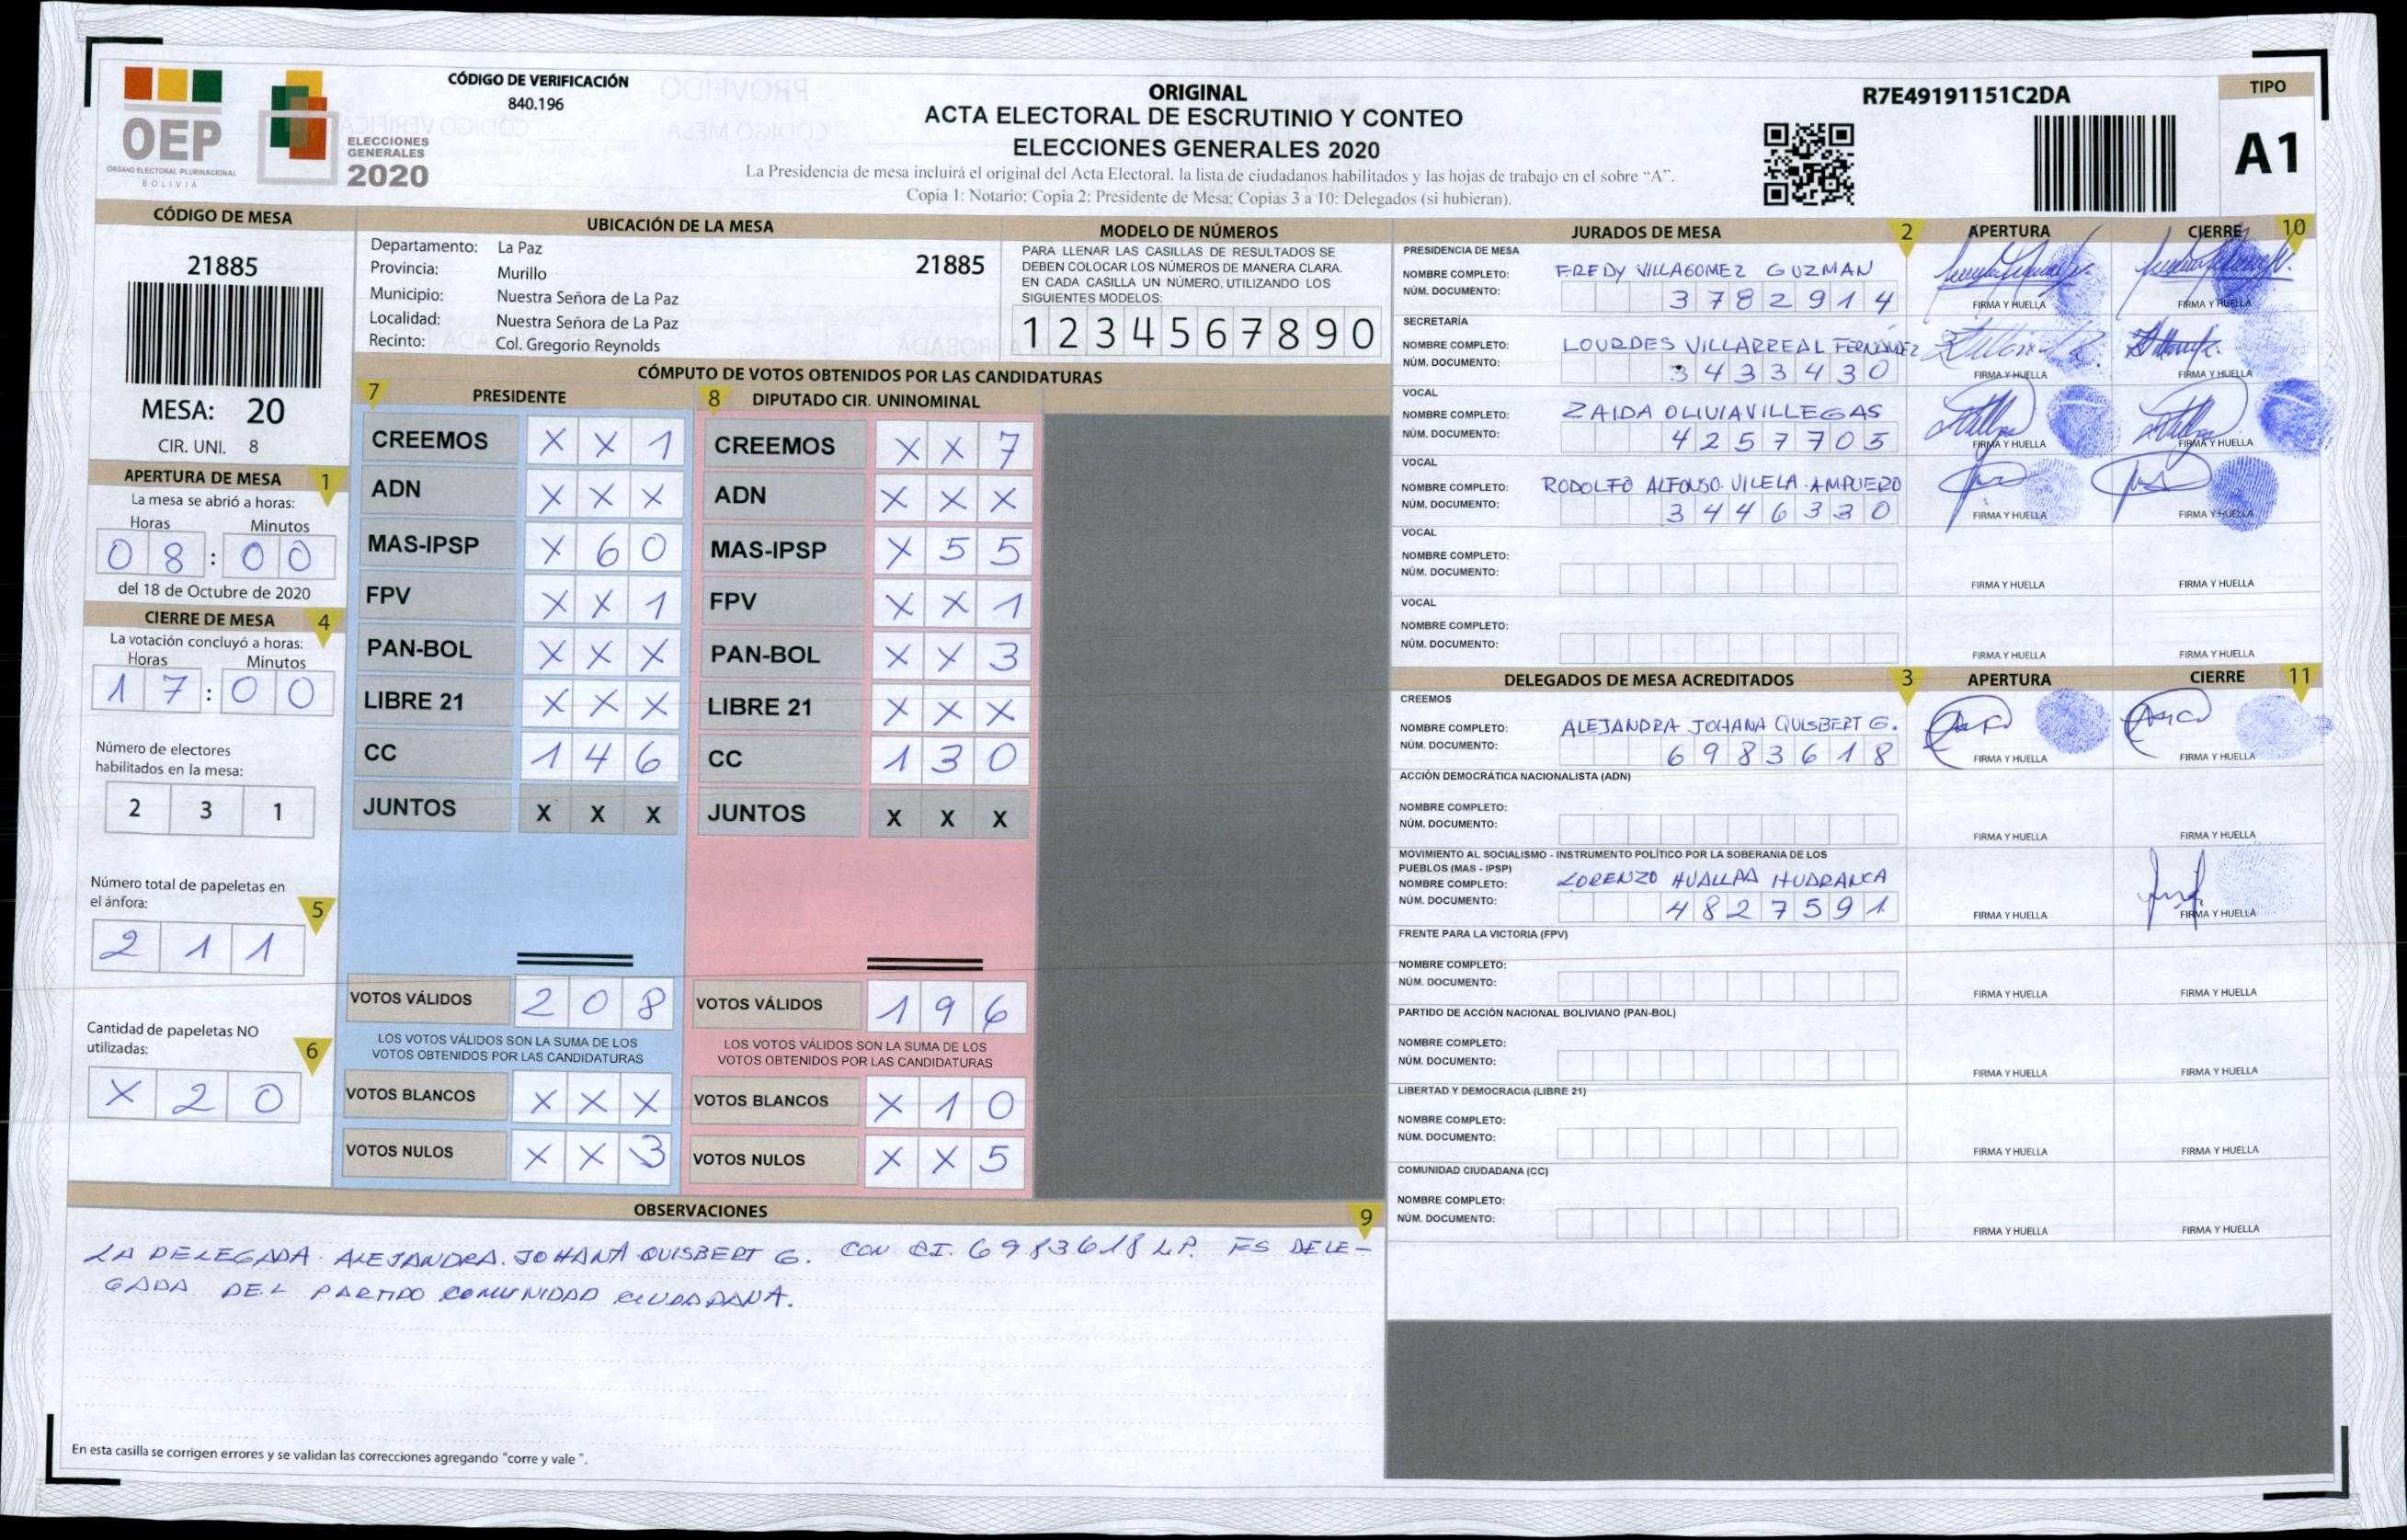 OEP
ÓRGANO ELECTORAL PLURINACIONAL
BOLIVIA
ELECCIONES
GENERALES
2020
CÓDIGO DE VERIFICACIÓN
840.196
ORIGINAL
ACTA ELECTORAL DE ESCRUTINIO Y CONTEO
ELECCIONES GENERALES 2020
La Presidencia de mesa incluirá el original del Acta Electoral, la lista de ciudadanos habilitados y las hojas de trabajo en el sobre “A”.
Copia 1: Notario; Copia 2: Presidente de Mesa; Copias 3 a 10: Delegados (si hubieran).
R7E49191151C2DA
TIPO
A1
CÓDIGO DE MESA
21885
MESA: 20
CIR. UNI. 8
APERTURA DE MESA 1
La mesa se abrió a horas:
Horas Minutos
0 8 : 0 0
del 18 de Octubre de 2020
CIERRE DE MESA 4
La votación concluyó a horas:
Horas Minutos
1 7 : 0 0
Número de electores
habilitados en la mesa:
2 3 1
Número total de papeletas en
el ánfora: 5
2 1 1
Cantidad de papeletas NO
utilizadas: 6
X 2 0
UBICACIÓN DE LA MESA
Departamento: La Paz 21885
Provincia: Murillo
Municipio: Nuestra Señora de La Paz
Localidad: Nuestra Señora de La Paz
Recinto: Col. Gregorio Reynolds
MODELO DE NÚMEROS
PARA LLENAR LAS CASILLAS DE RESULTADOS SE
DEBEN COLOCAR LOS NÚMEROS DE MANERA CLARA.
EN CADA CASILLA UN NÚMERO, UTILIZANDO LOS
SIGUIENTES MODELOS:
1 2 3 4 5 6 7 8 9 0
CÓMPUTO DE VOTOS OBTENIDOS POR LAS CANDIDATURAS
7 PRESIDENTE
CREEMOS X X 1
ADN X X X
MAS-IPSP X 6 0
FPV X X 1
PAN-BOL X X X
LIBRE 21 X X X
CC 1 4 6
JUNTOS X X X
VOTOS VÁLIDOS 2 0 8
LOS VOTOS VÁLIDOS SON LA SUMA DE LOS
VOTOS OBTENIDOS POR LAS CANDIDATURAS
VOTOS BLANCOS X X X
VOTOS NULOS X X 3
8 DIPUTADO CIR. UNINOMINAL
CREEMOS X X 7
ADN X X X
MAS-IPSP X 5 5
FPV X X 1
PAN-BOL X X 3
LIBRE 21 X X X
CC 1 3 0
JUNTOS X X X
VOTOS VÁLIDOS 1 9 6
LOS VOTOS VÁLIDOS SON LA SUMA DE LOS
VOTOS OBTENIDOS POR LAS CANDIDATURAS
VOTOS BLANCOS X 1 0
VOTOS NULOS X X 5
OBSERVACIONES 9
LA DELEGADA ALEJANDRA JOHANA QUISBERT G. CON CI. 6983618 LP. ES DELE-
GADA DEL PARTIDO COMUNIDAD CIUDADANA.
En esta casilla se corrigen errores y se validan las correcciones agregando "corre y vale ".
JURADOS DE MESA 2 APERTURA CIERRE 10
PRESIDENCIA DE MESA
NOMBRE COMPLETO: FREDY VILLAGOMEZ GUZMAN
NÚM. DOCUMENTO: 3 7 8 2 9 1 4 FIRMA Y HUELLA FIRMA Y HUELLA
SECRETARÍA
NOMBRE COMPLETO: LOURDES VILLARREAL FERNANDEZ
NÚM. DOCUMENTO: 3 4 3 3 4 3 0 FIRMA Y HUELLA FIRMA Y HUELLA
VOCAL
NOMBRE COMPLETO: ZAIDA OLIVIA VILLEGAS
NÚM. DOCUMENTO: 4 2 5 7 7 0 5 FIRMA Y HUELLA FIRMA Y HUELLA
VOCAL
NOMBRE COMPLETO: RODOLFO ALFONSO VILELA AMPUERO
NÚM. DOCUMENTO: 3 4 4 6 3 3 0 FIRMA Y HUELLA FIRMA Y HUELLA
VOCAL
NOMBRE COMPLETO:
NÚM. DOCUMENTO: FIRMA Y HUELLA FIRMA Y HUELLA
VOCAL
NOMBRE COMPLETO:
NÚM. DOCUMENTO: FIRMA Y HUELLA FIRMA Y HUELLA
DELEGADOS DE MESA ACREDITADOS 3 APERTURA CIERRE 11
CREEMOS
NOMBRE COMPLETO: ALEJANDRA JOHANA QUISBERT G.
NÚM. DOCUMENTO: 6 9 8 3 6 1 8 FIRMA Y HUELLA FIRMA Y HUELLA
ACCIÓN DEMOCRÁTICA NACIONALISTA (ADN)
NOMBRE COMPLETO:
NÚM. DOCUMENTO: FIRMA Y HUELLA FIRMA Y HUELLA
MOVIMIENTO AL SOCIALISMO - INSTRUMENTO POLÍTICO POR LA SOBERANIA DE LOS
PUEBLOS (MAS - IPSP)
NOMBRE COMPLETO: LORENZO HUALLPA HUARANCA
NÚM. DOCUMENTO: 4 8 2 7 5 9 1 FIRMA Y HUELLA FIRMA Y HUELLA
FRENTE PARA LA VICTORIA (FPV)
NOMBRE COMPLETO:
NÚM. DOCUMENTO: FIRMA Y HUELLA FIRMA Y HUELLA
PARTIDO DE ACCIÓN NACIONAL BOLIVIANO (PAN-BOL)
NOMBRE COMPLETO:
NÚM. DOCUMENTO: FIRMA Y HUELLA FIRMA Y HUELLA
LIBERTAD Y DEMOCRACIA (LIBRE 21)
NOMBRE COMPLETO:
NÚM. DOCUMENTO: FIRMA Y HUELLA FIRMA Y HUELLA
COMUNIDAD CIUDADANA (CC)
NOMBRE COMPLETO:
NÚM. DOCUMENTO: FIRMA Y HUELLA FIRMA Y HUELLA